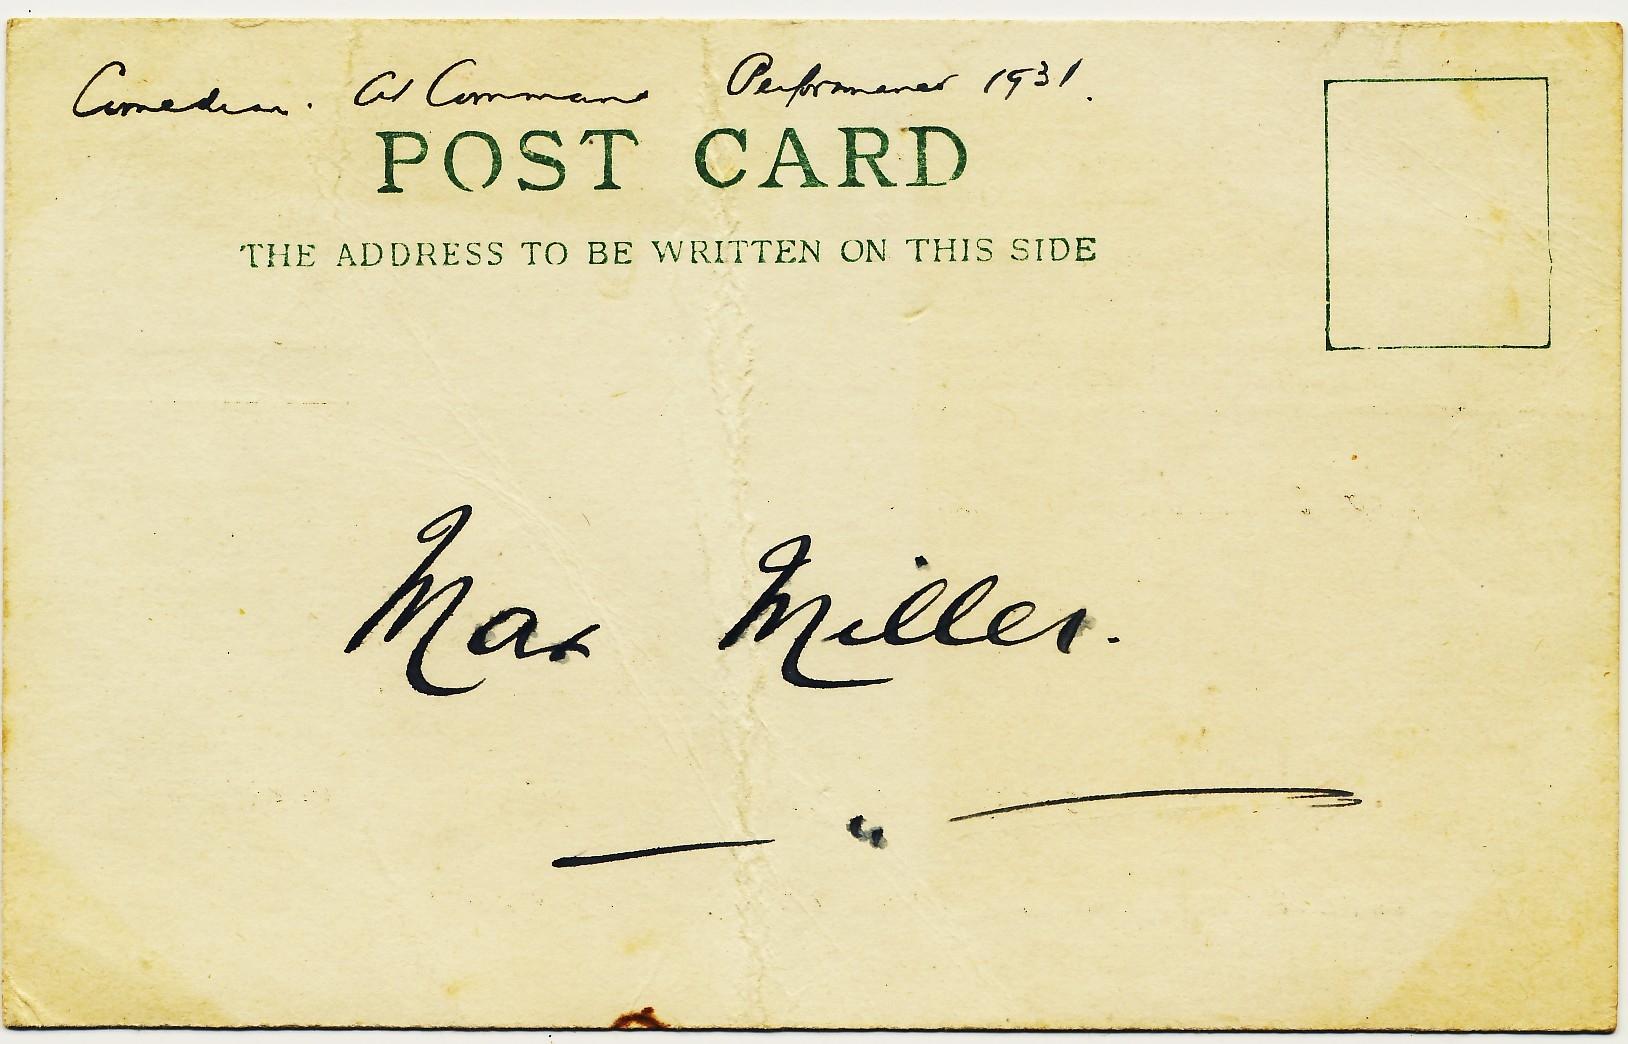 Comedian. At Command Performance 1931.
POST CARD
THE ADDRESS TO BE WRITTEN ON THIS SIDE
Max Miller.